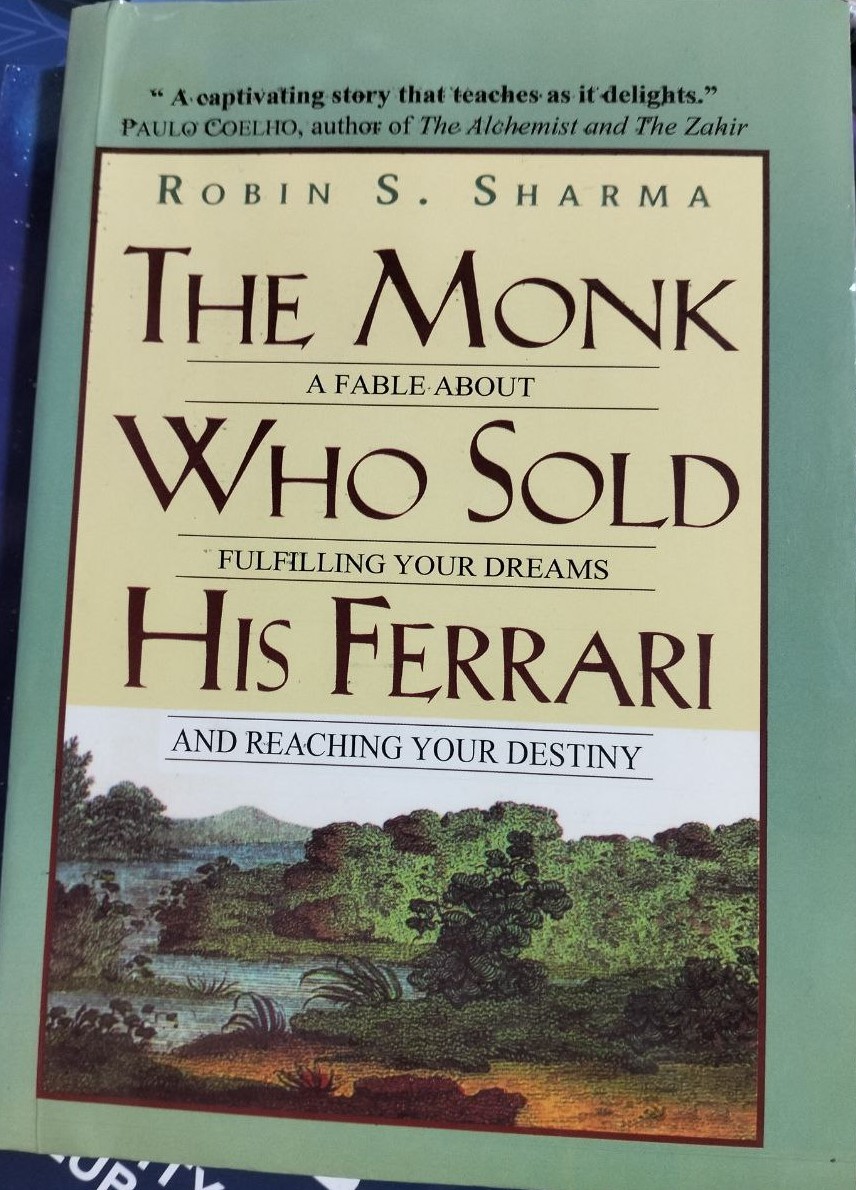 “ A captivating story that teaches as it delights.”
PAULO COELHO, author of The Alchemist and The Zahir
ROBIN S. SHARMA
THE MONK
A FABLE ABOUT
WHO SOLD
FULFILLING YOUR DREAMS
HIS FERRARI
AND REACHING YOUR DESTINY